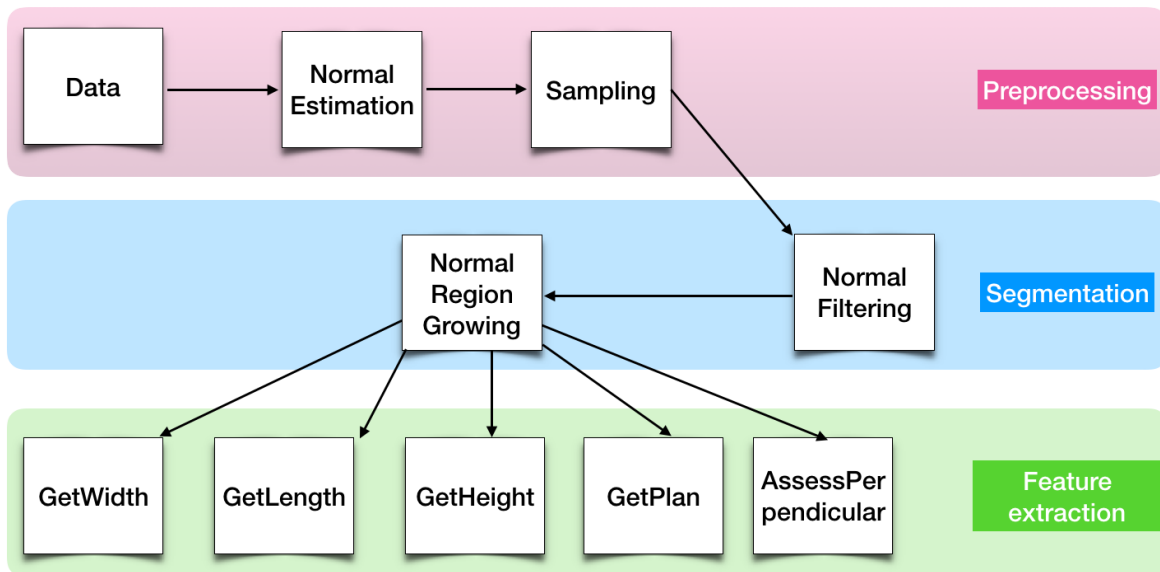 Data
Normal
Estimation
Sampling
Preprocessing
Normal
Region
Growing
Normal
Filtering
Segmentation
GetWidth
GetLength
GetHeight
GetPlan
AssessPer
pendicular
Feature
extraction